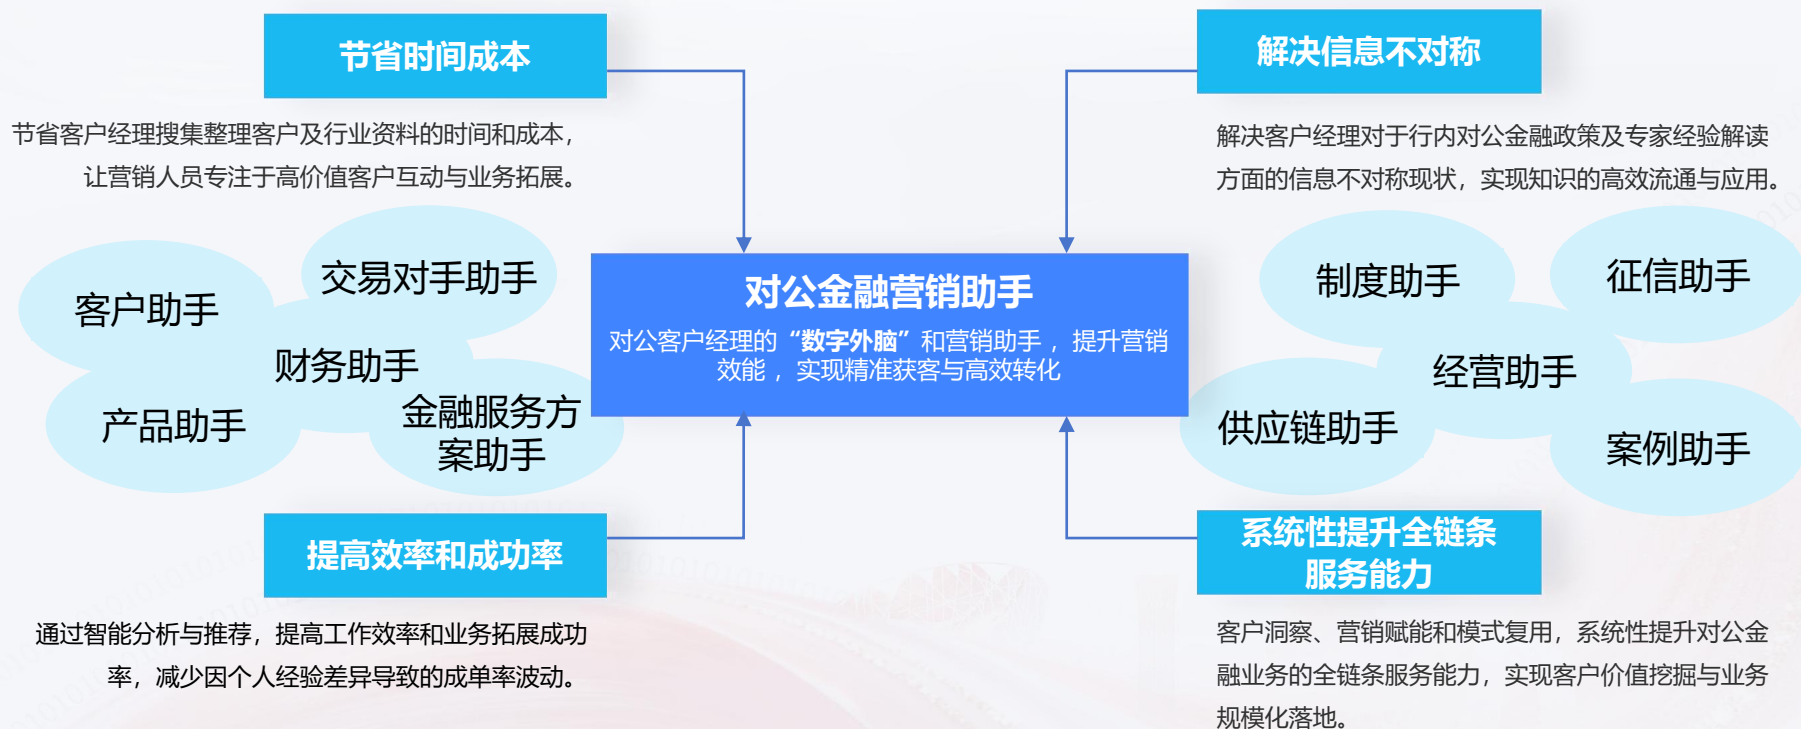 节省时间成本
节省客户经理搜集整理客户及行业资料的时间和成本，
让营销人员专注于高价值客户互动与业务拓展。
客户助手
交易对手助手
财务助手
产品助手
金融服务方
案助手
提高效率和成功率
通过智能分析与推荐，提高工作效率和业务拓展成功
率，减少因个人经验差异导致的成单率波动。
对公金融营销助手
对公客户经理的“数字外脑”和营销助手，提升营销
效能，实现精准获客与高效转化
解决信息不对称
解决客户经理对于行内对公金融政策及专家经验解读
方面的信息不对称现状，实现知识的高效流通与应用。
制度助手
征信助手
经营助手
供应链助手
案例助手
系统性提升全链条
服务能力
客户洞察、营销赋能和模式复用，系统性提升对公金
融业务的全链条服务能力，实现客户价值挖掘与业务
规模化落地。